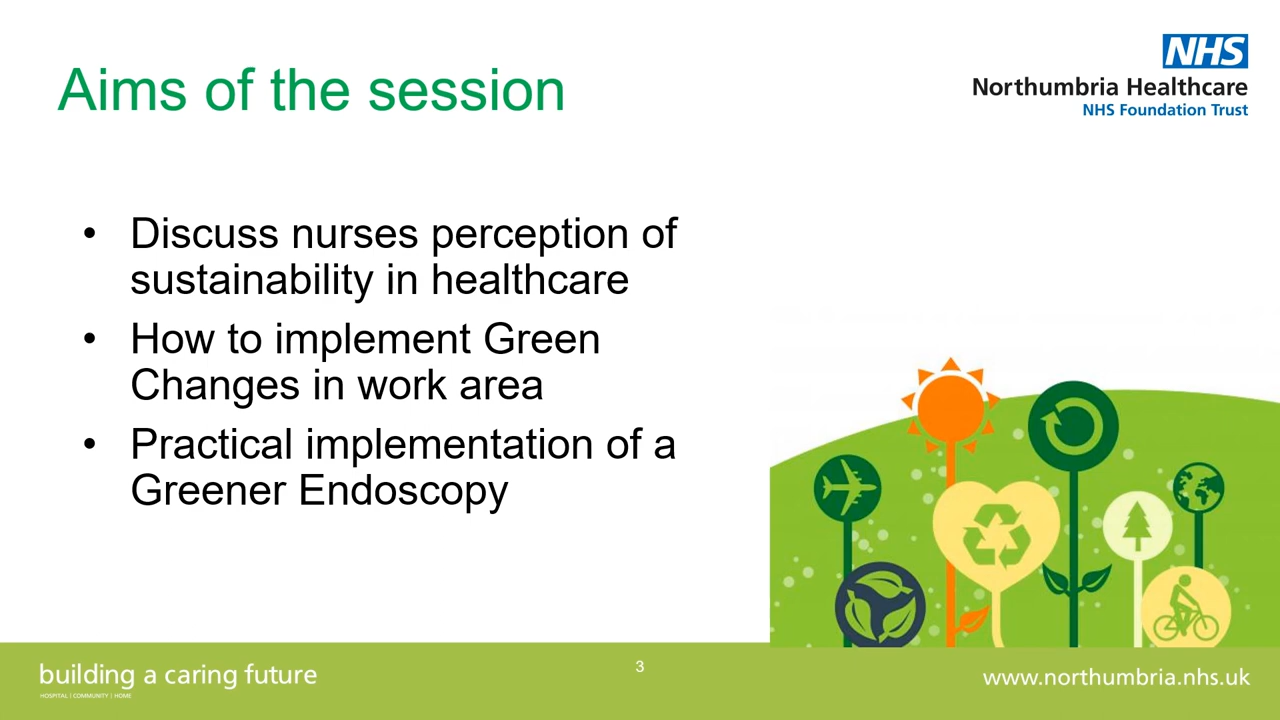 Aims of the session
NHS
Northumbria Healthcare
NHS Foundation Trust
• Discuss nurses perception of
sustainability in healthcare
• How to implement Green
Changes in work area
• Practical implementation of a
Greener Endoscopy
building a caring future
HOSPITAL | COMMUNITY | HOME
3
www.northumbria.nhs.uk